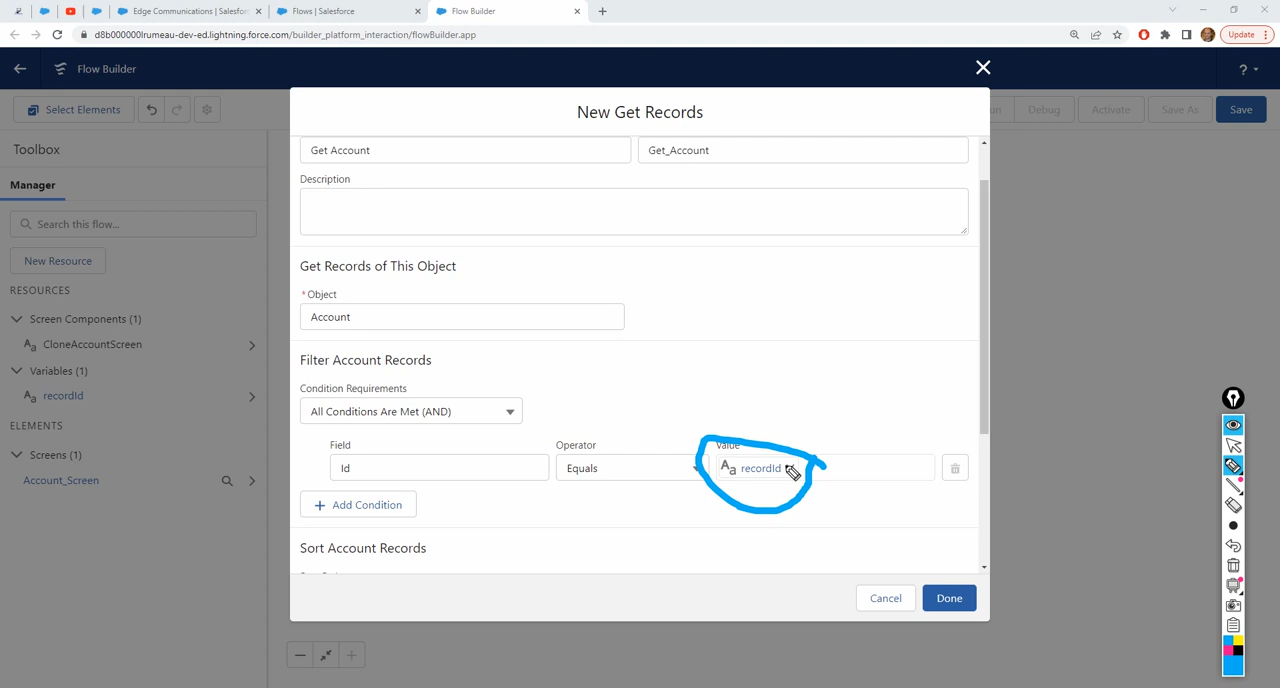 Edge Communications | Salesfor
Flows | Salesforce
Flow Builder
d8b000000lrumeau-dev-ed.lightning.force.com/builder_platform_interaction/flowBuilder.app
Update
Flow Builder
?
Select Elements
un
Debug
Activate
Save As
Save
Toolbox
Manager
Search this flow...
New Resource
RESOURCES
Screen Components (1)
Aa CloneAccountScreen
Variables (1)
Aa recordId
ELEMENTS
Screens (1)
Account_Screen
New Get Records
Get Account
Get_Account
Description
Get Records of This Object
* Object
Account
Filter Account Records
Condition Requirements
All Conditions Are Met (AND)
Field
Operator
Value
Id
Equals
Aa recordId
Add Condition
Sort Account Records
Cancel
Done